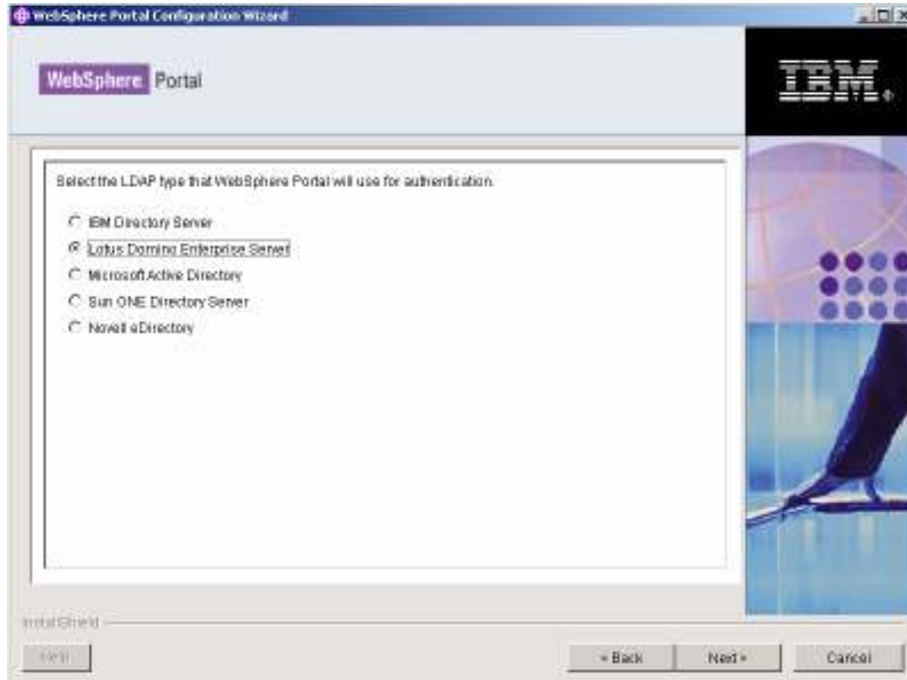 WebSphere Portal Configuration Wizard
WebSphere Portal
IBM
Select the LDAP type that WebSphere Portal will use for authentication.
IBM Directory Server
Lotus Domino Enterprise Server
Microsoft Active Directory
Sun ONE Directory Server
Novell eDirectory
InstallShield
Help
< Back
Next >
Cancel